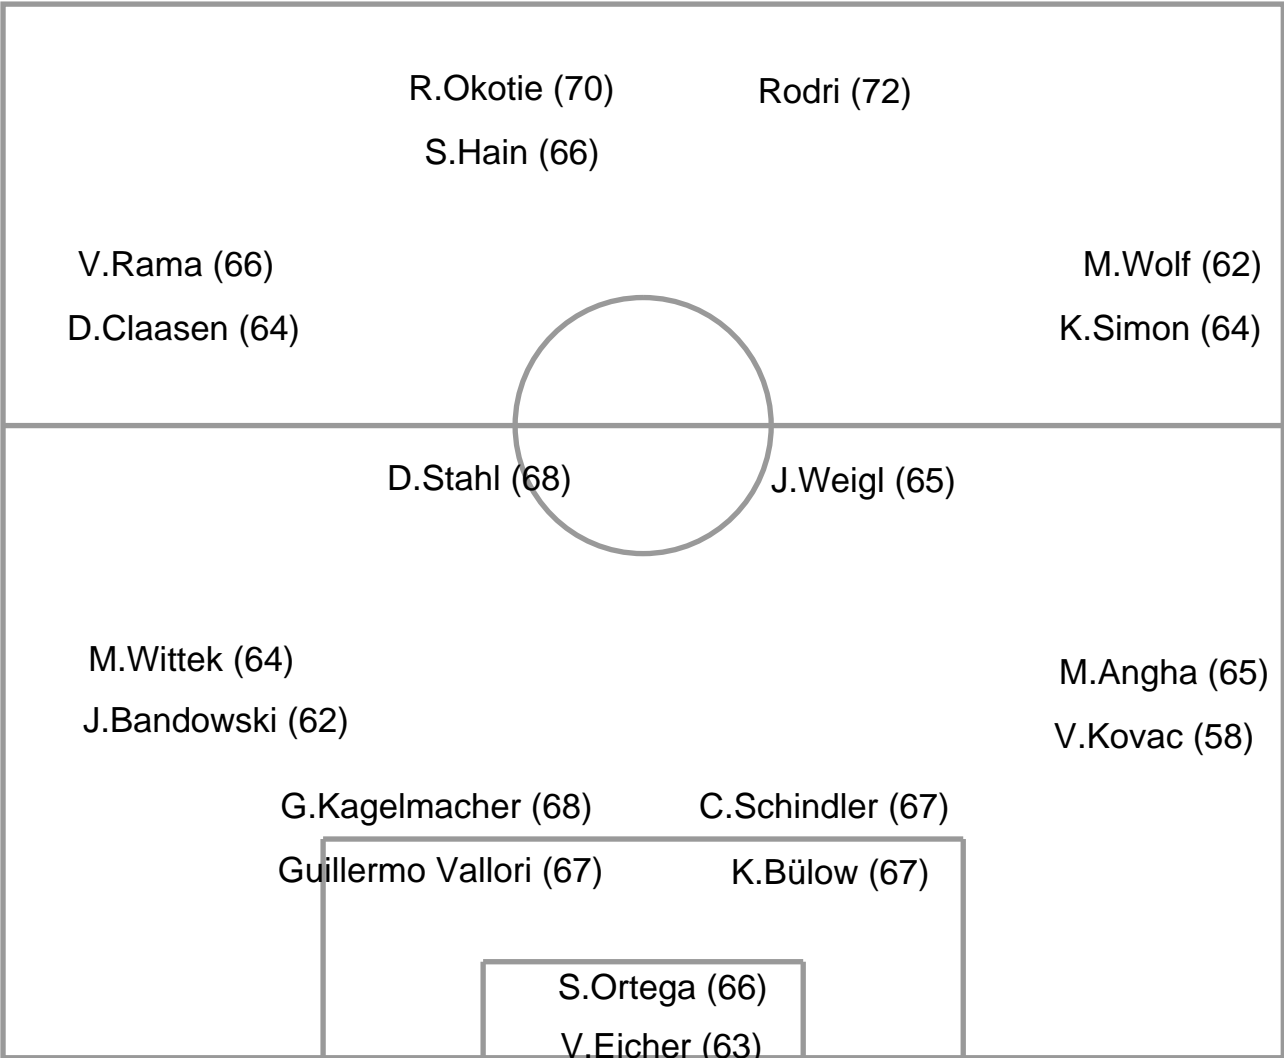 R.Okotie (70)
Rodri (72)
S.Hain (66)
V.Rama (66)
M.Wolf (62)
D.Claasen (64)
K.Simon (64)
D.Stahl (68)
J.Weigl (65)
M.Wittek (64)
M.Angha (65)
J.Bandowski (62)
V.Kovac (58)
G.Kagelmacher (68)
C.Schindler (67)
Guillermo Vallori (67)
K.Bülow (67)
S.Ortega (66)
V.Eicher (63)